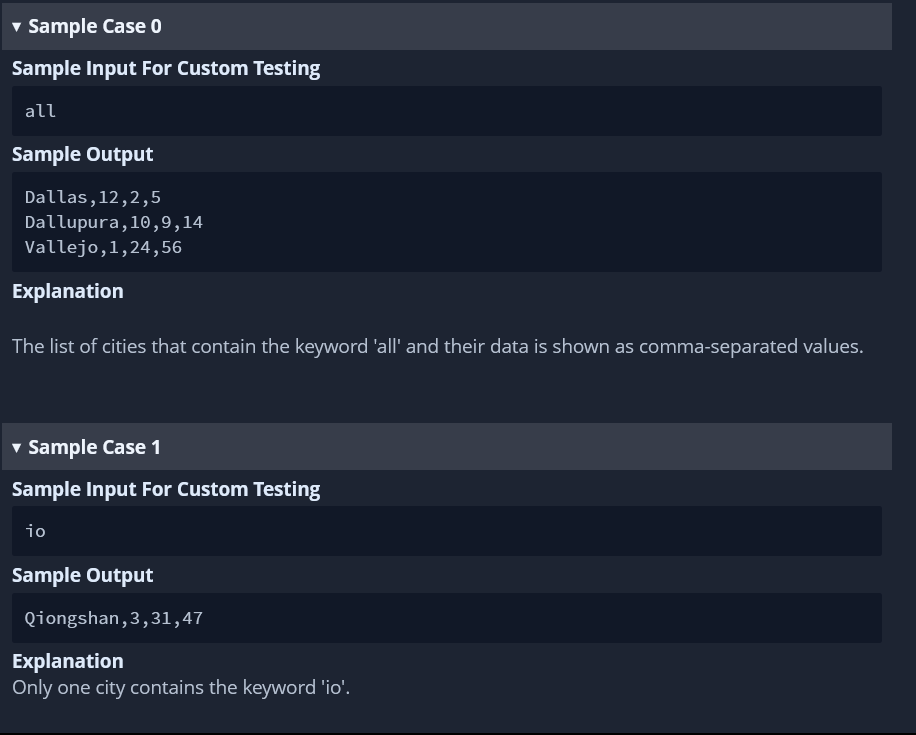 ▼ Sample Case 0
Sample Input For Custom Testing
all
Sample Output
Dallas,12,2,5
Dallupura,10,9,14
Vallejo,1,24,56
Explanation
The list of cities that contain the keyword 'all' and their data is shown as comma-separated values.
▼ Sample Case 1
Sample Input For Custom Testing
io
Sample Output
Qiongshan,3,31,47
Explanation
Only one city contains the keyword 'io'.